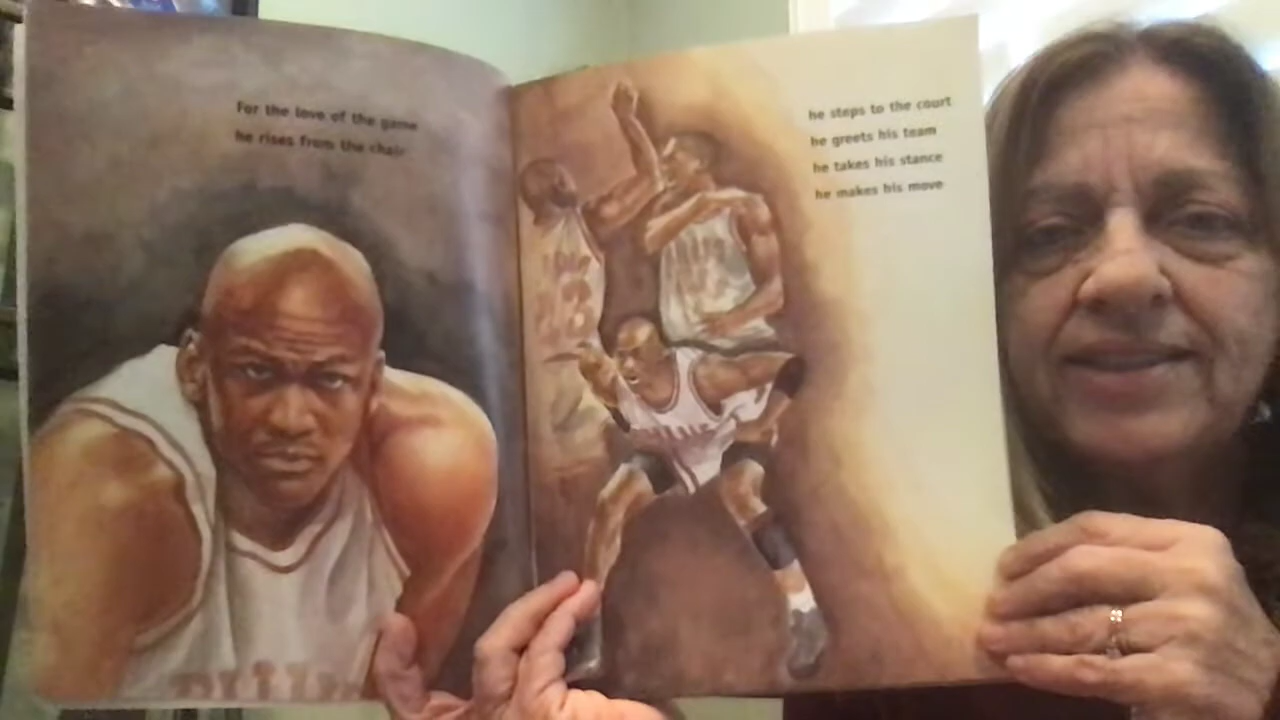 For the love of the game
he rises from the chair
he steps to the court
he greets his team
he takes his stance
he makes his move